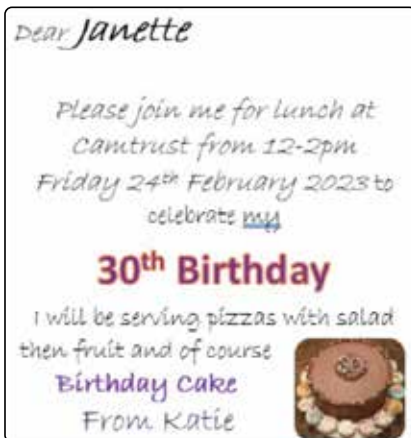 Dear Janette
Please join me for lunch at
Camtrust from 12-2pm
Friday 24th February 2023 to
celebrate my
30th Birthday
I will be serving pizzas with salad
then fruit and of course
Birthday Cake
From Katie
30